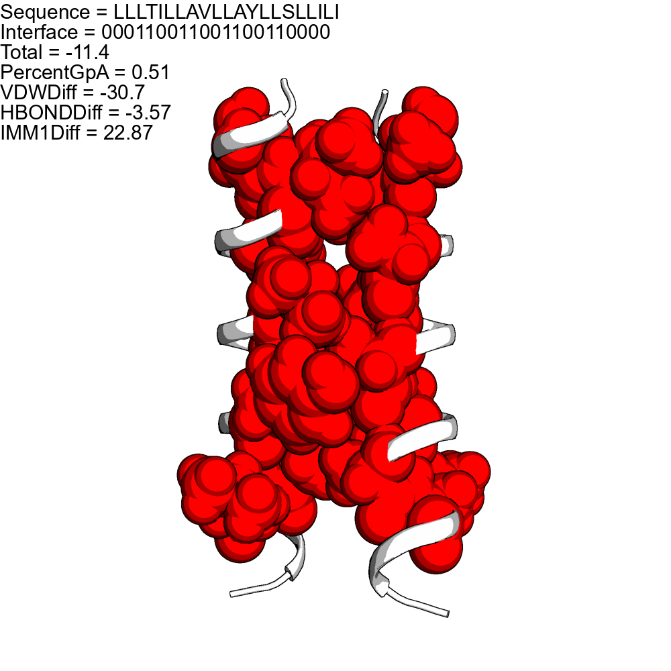 Sequence = LLLTILLAVLLAYLLSLLILI
Interface = 000110011001100110000
Total = -11.4
PercentGpA = 0.51
VDWDiff = -30.7
HBONDDiff = -3.57
IMM1Diff = 22.87